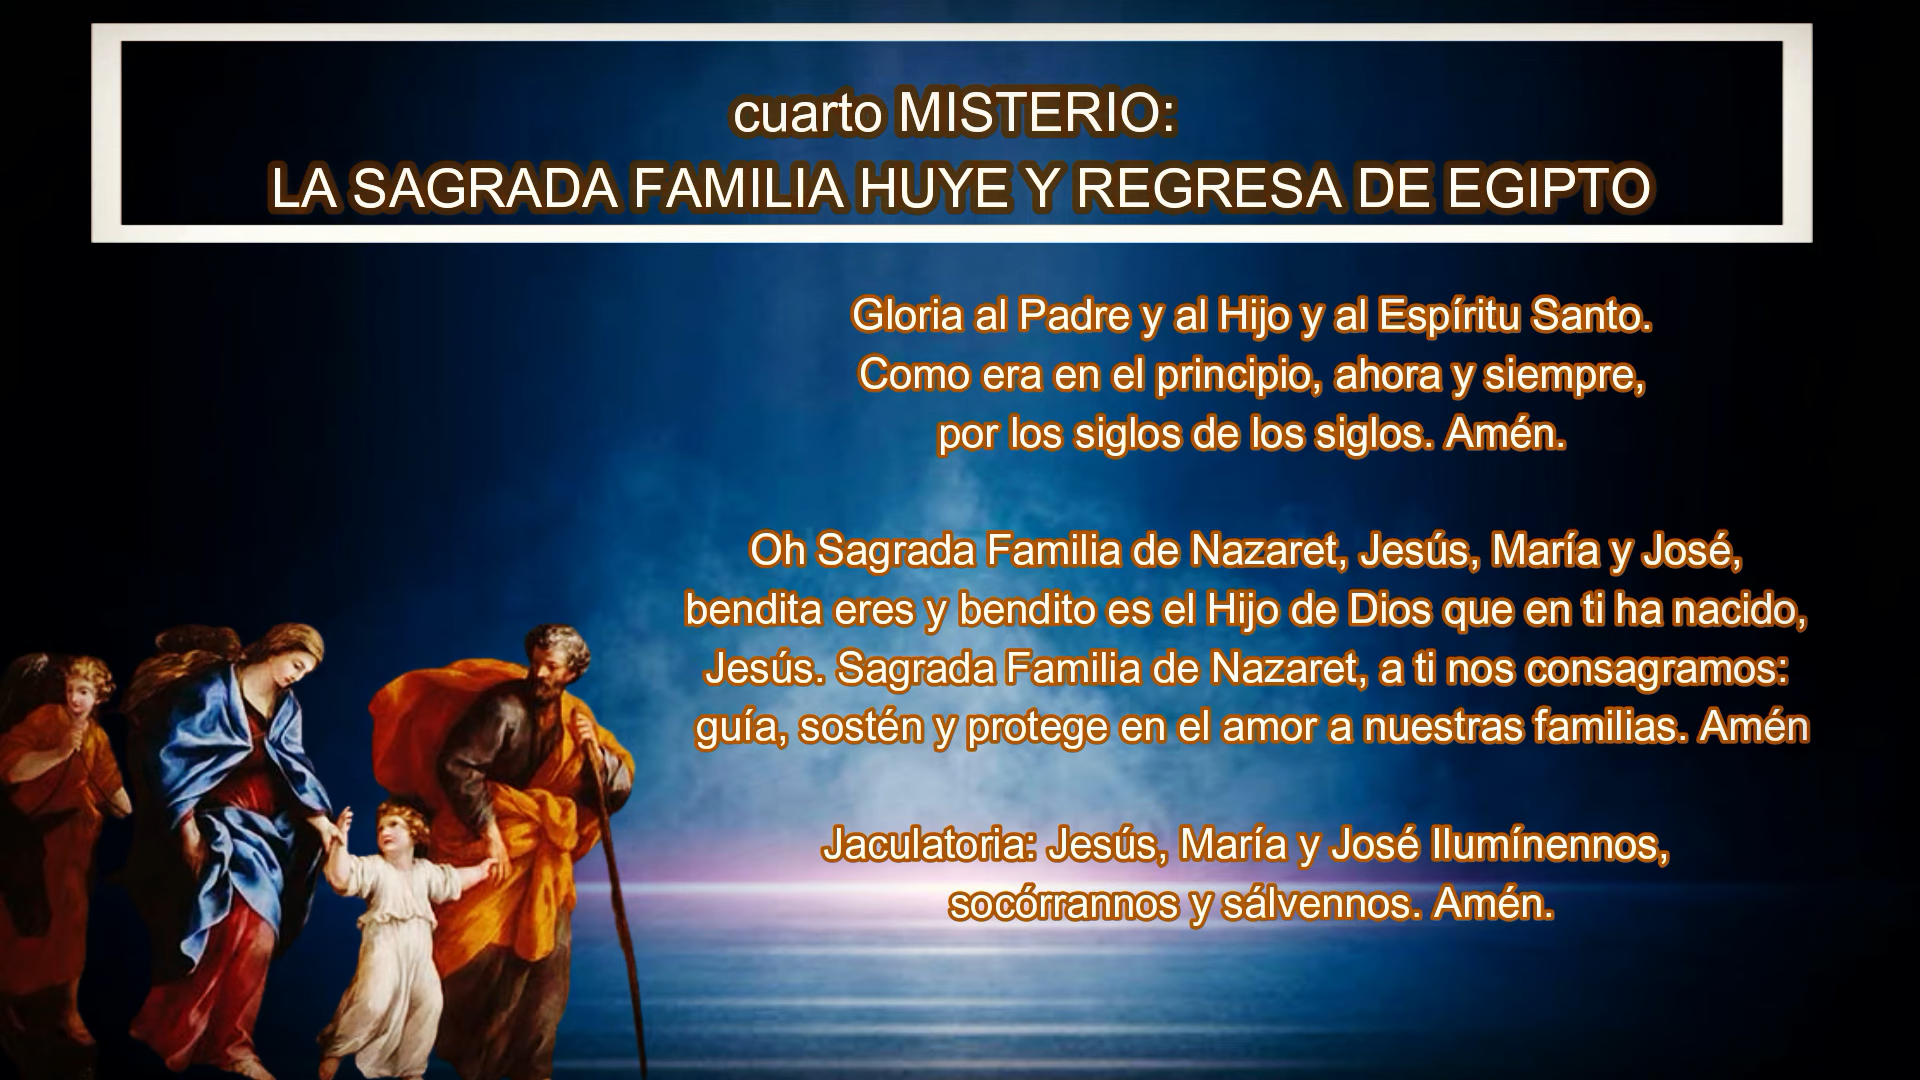 cuarto MISTERIO:
LA SAGRADA FAMILIA HUYE Y REGRESA DE EGIPTO
Gloria al Padre y al Hijo y al Espíritu Santo.
Como era en el principio, ahora y siempre,
por los siglos de los siglos. Amén.
Oh Sagrada Familia de Nazaret, Jesús, María y José,
bendita eres y bendito es el Hijo de Dios que en ti ha nacido,
Jesús. Sagrada Familia de Nazaret, a ti nos consagramos:
guía, sostén y protege en el amor a nuestras familias. Amén
Jaculatoria: Jesús, María y José Ilumínennos,
socórrannos y sálvennos. Amén.